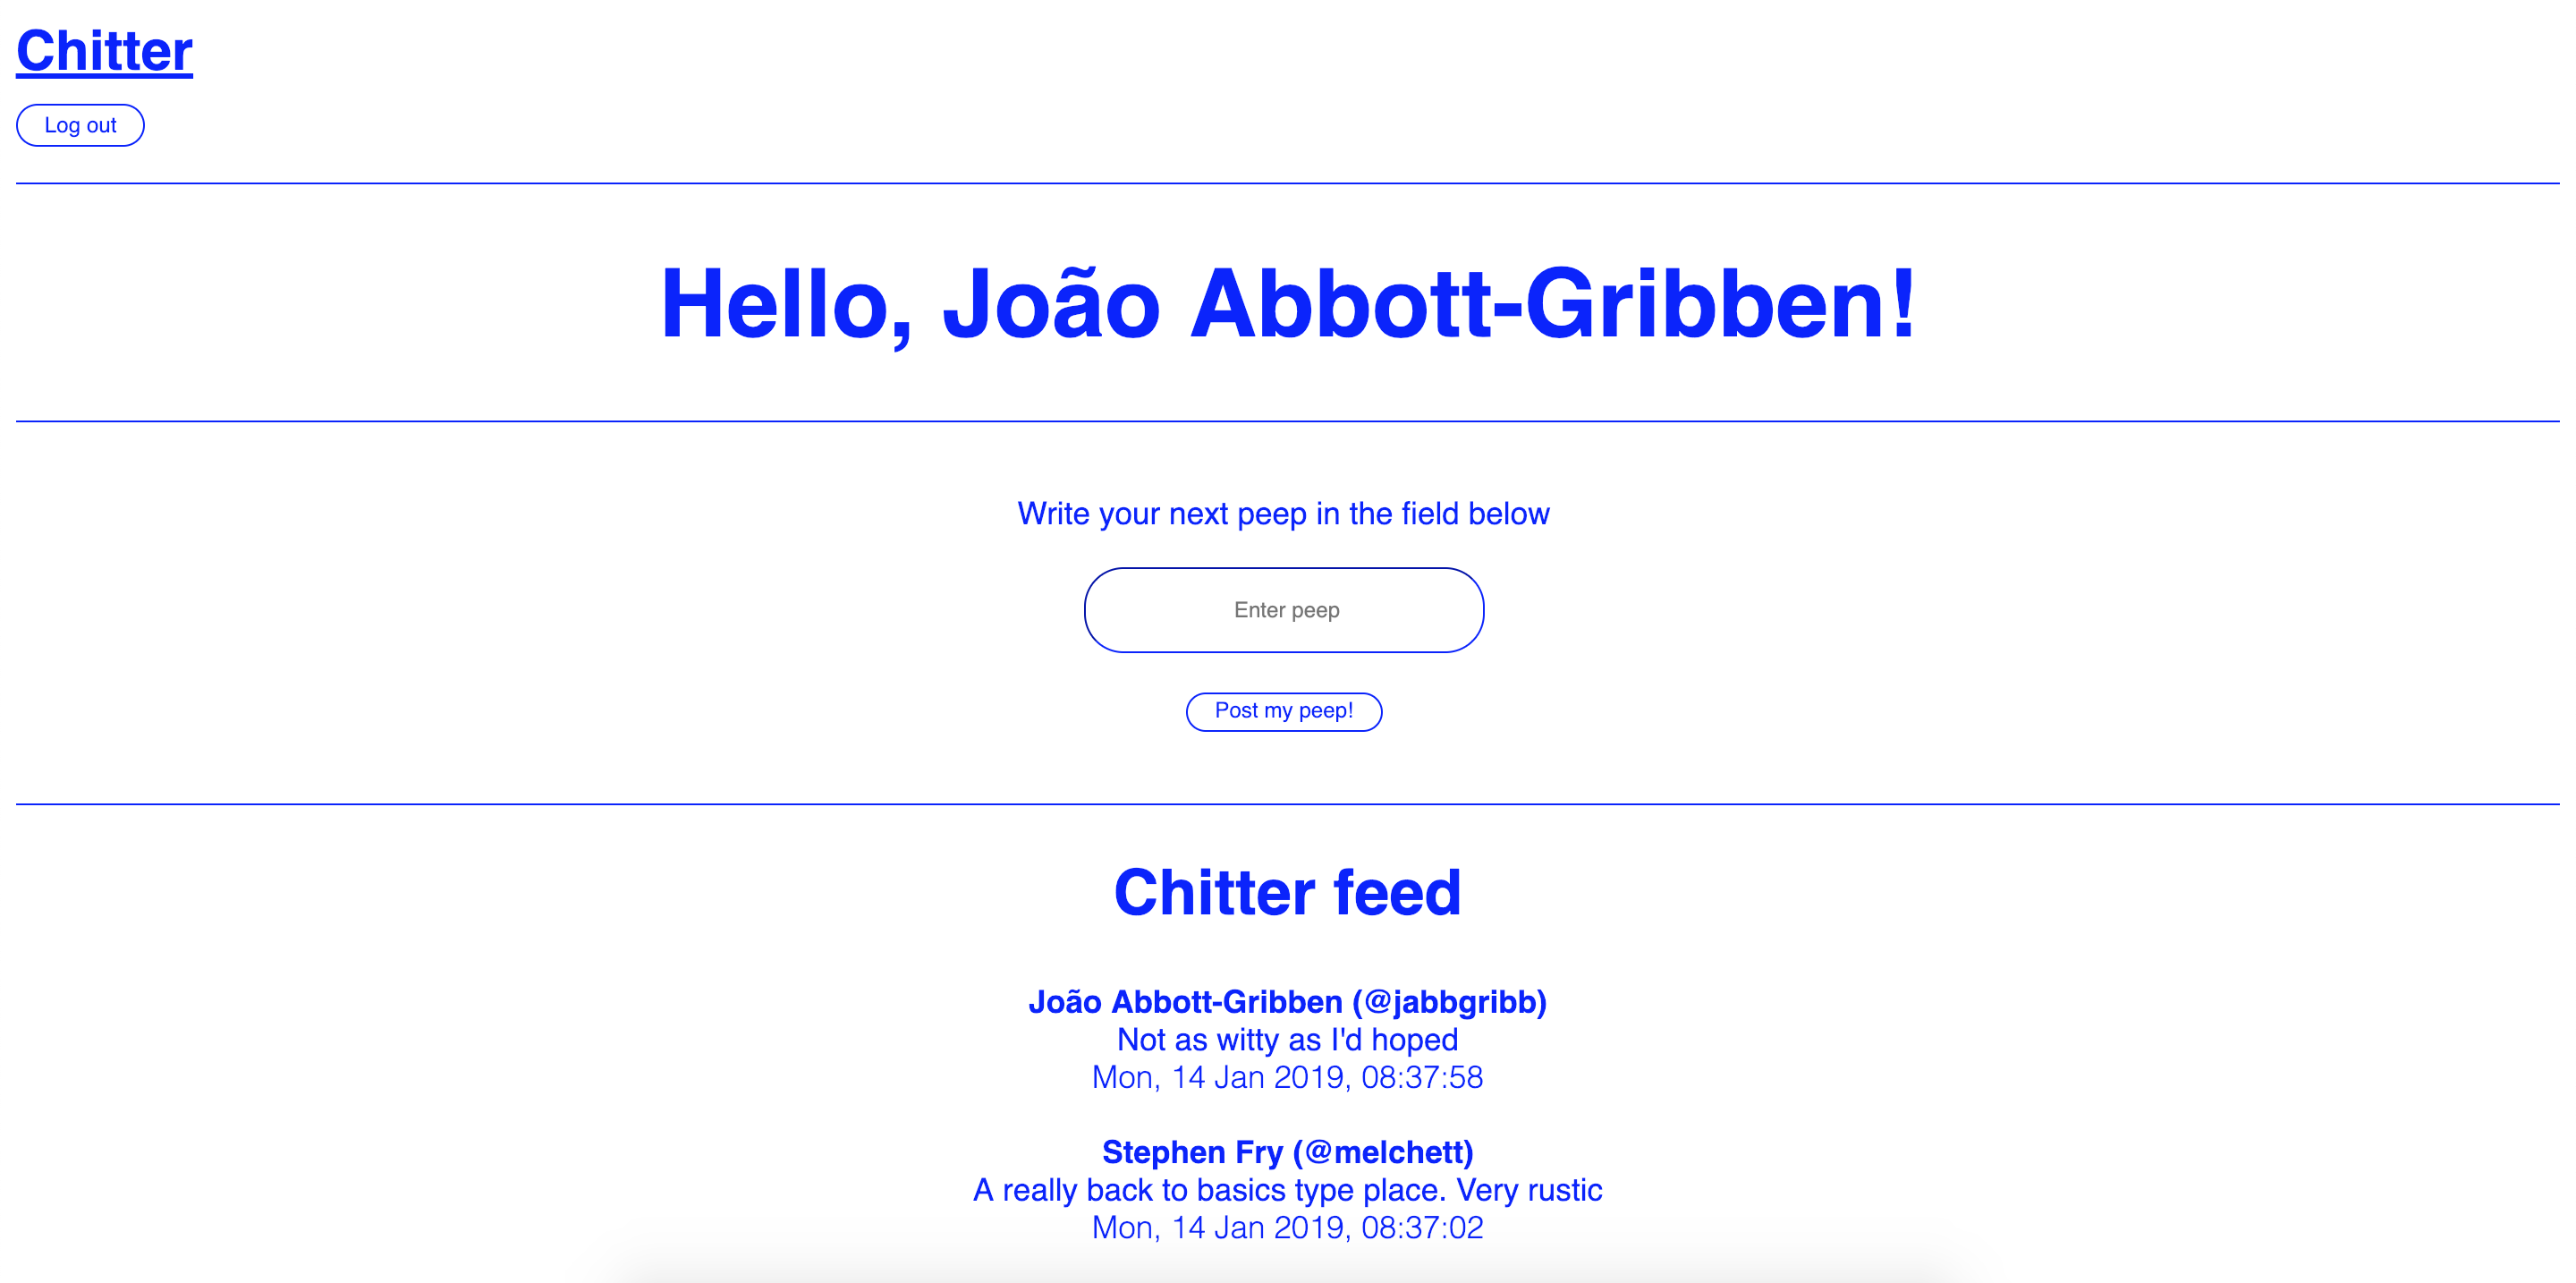 Chitter
Log out
Hello, João Abbott-Gribben!
Write your next peep in the field below
Enter peep
Post my peep!
Chitter feed
João Abbott-Gribben (@jabbgribb)
Not as witty as I'd hoped
Mon, 14 Jan 2019, 08:37:58
Stephen Fry (@melchett)
A really back to basics type place. Very rustic
Mon, 14 Jan 2019, 08:37:02